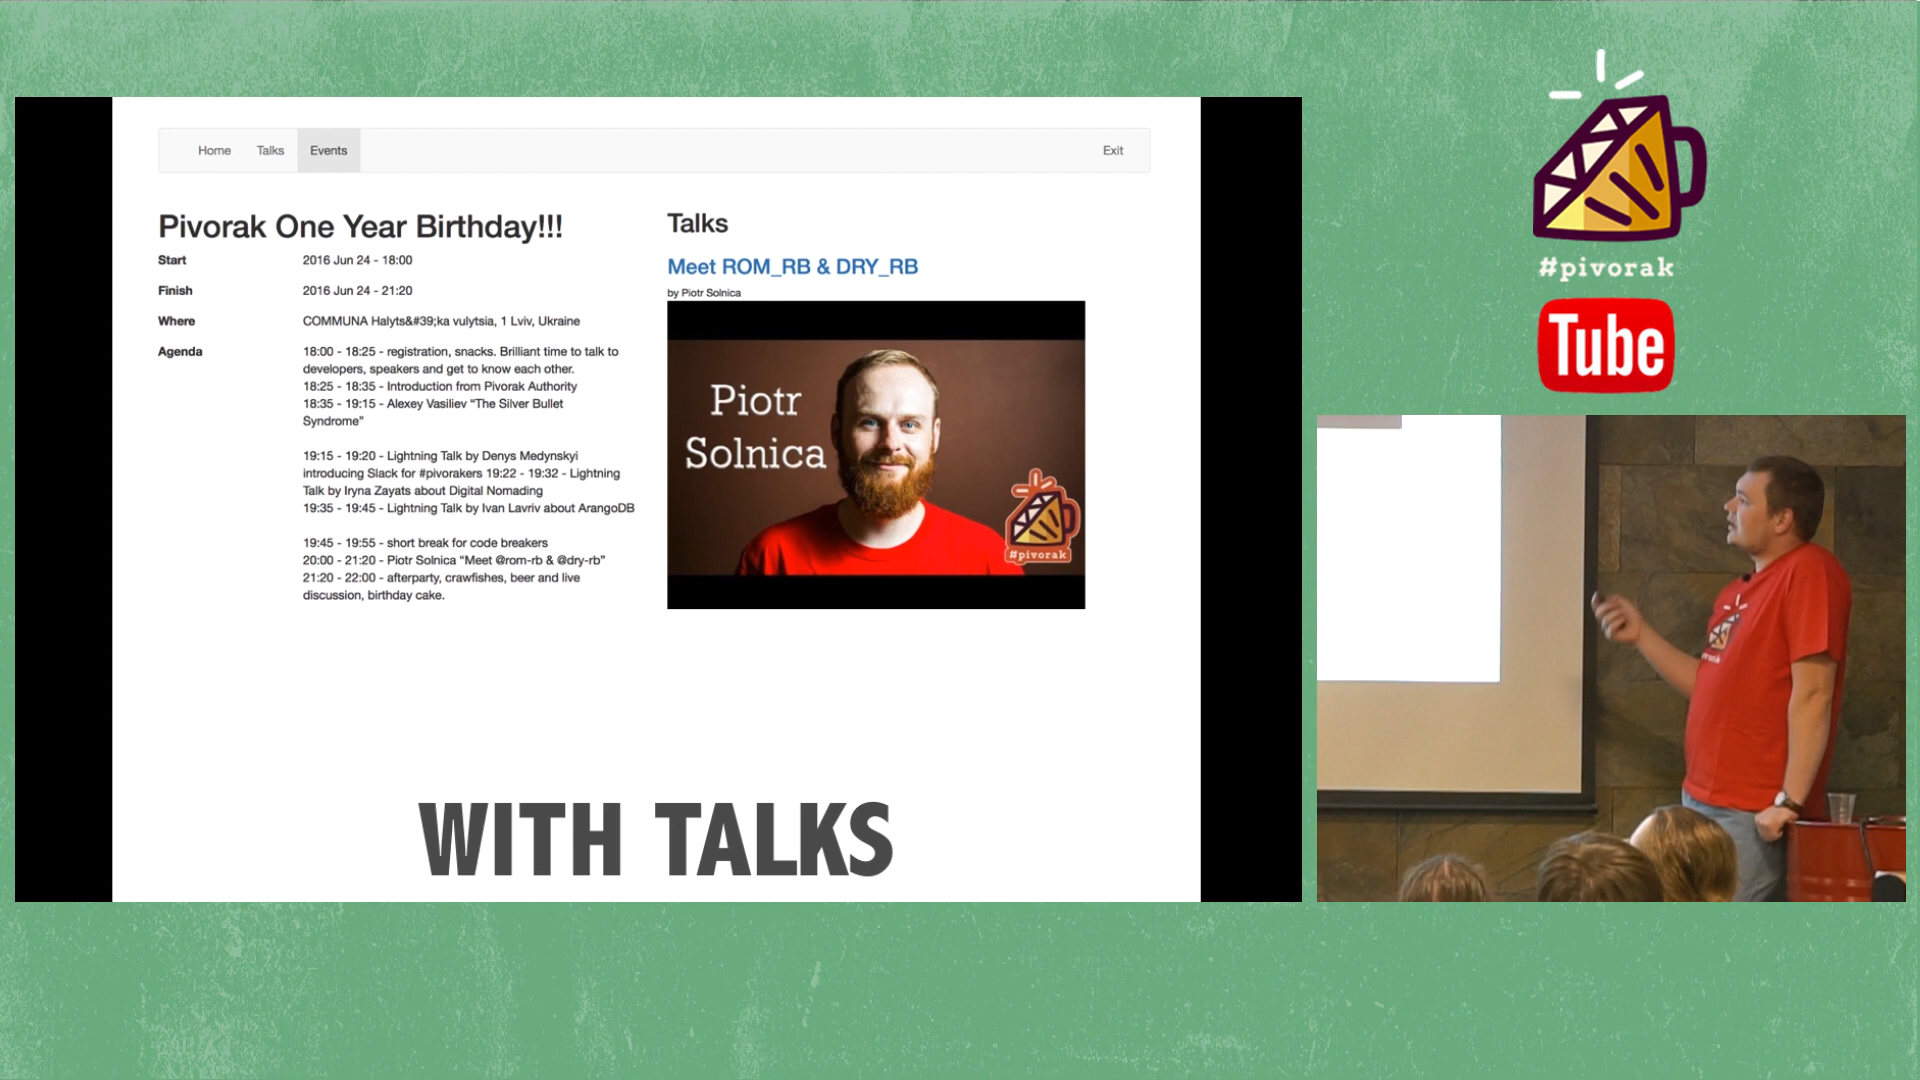 Home Talks Events Exit
Pivorak One Year Birthday!!!
Start 2016 Jun 24 - 18:00
Finish 2016 Jun 24 - 21:20
Where COMMUNA Halyts&#39;ka vulytsia, 1 Lviv, Ukraine
Agenda 18:00 - 18:25 - registration, snacks. Brilliant time to talk to
developers, speakers and get to know each other.
18:25 - 18:35 - Introduction from Pivorak Authority
18:35 - 19:15 - Alexey Vasiliev “The Silver Bullet
Syndrome”
19:15 - 19:20 - Lightning Talk by Denys Medynskyi
introducing Slack for #pivorakers 19:22 - 19:32 - Lightning
Talk by Iryna Zayats about Digital Nomading
19:35 - 19:45 - Lightning Talk by Ivan Lavriv about ArangoDB
19:45 - 19:55 - short break for code breakers
20:00 - 21:20 - Piotr Solnica “Meet @rom-rb & @dry-rb”
21:20 - 22:00 - afterparty, crawfishes, beer and live
discussion, birthday cake.
Talks
Meet ROM_RB & DRY_RB
by Piotr Solnica
Piotr
Solnica
#pivorak
WITH TALKS
#pivorak
Tube